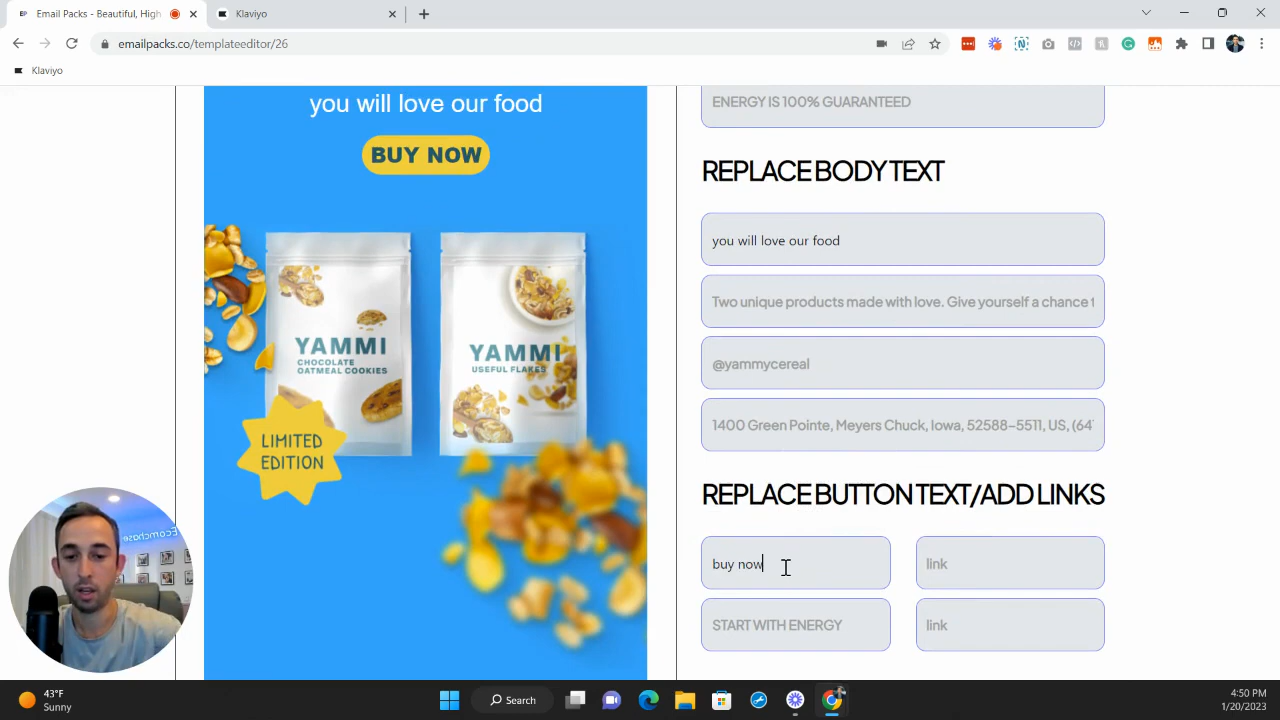 Email Packs - Beautiful, High
Klaviyo
emailpacks.co/templateeditor/26
Klaviyo
you will love our food
BUY NOW
YAMMI
CHOCOLATE
OATMEAL COOKIES
YAMMI
USEFUL FLAKES
LIMITED
EDITION
ENERGY IS 100% GUARANTEED
REPLACE BODY TEXT
you will love our food
Two unique products made with love. Give yourself a chance t
@yammycereal
1400 Green Pointe, Meyers Chuck, Iowa, 52588-5511, US, (64
REPLACE BUTTON TEXT/ADD LINKS
buy now
link
START WITH ENERGY
link
Ecomchase
43°F
Sunny
Search
4:50 PM
1/20/2023